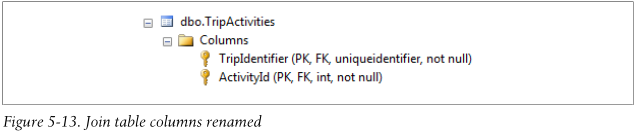 dbo.TripActivities
Columns
TripIdentifier (PK, FK, uniqueidentifier, not null)
ActivityId (PK, FK, int, not null)
Figure 5-13. Join table columns renamed